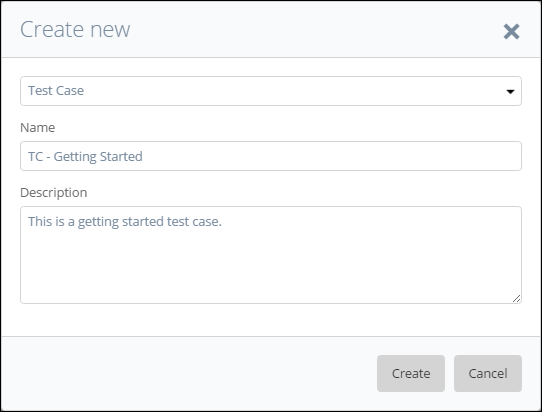 Create new
Test Case
Name
TC - Getting Started
Description
This is a getting started test case.
Create Cancel